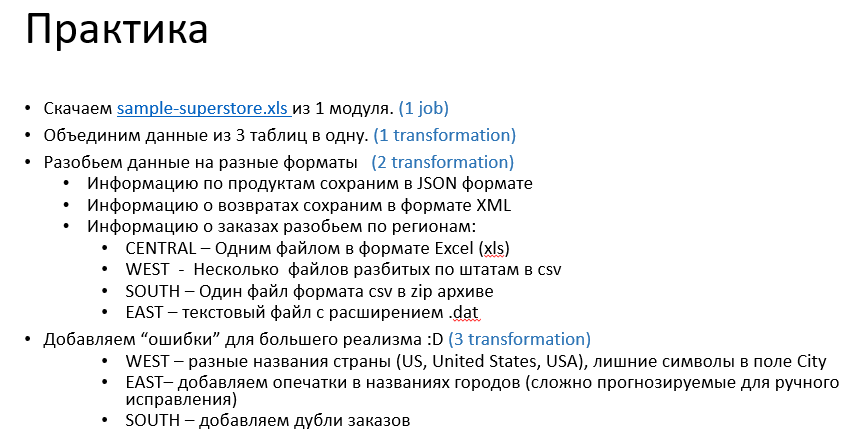 Практика
• Скачаем sample-superstore.xls из 1 модуля. (1 job)
• Объединим данные из 3 таблиц в одну. (1 transformation)
• Разобьем данные на разные форматы (2 transformation)
• Информацию по продуктам сохраним в JSON формате
• Информацию о возвратах сохраним в формате XML
• Информацию о заказах разобьем по регионам:
• CENTRAL – Одним файлом в формате Excel (xls)
• WEST - Несколько файлов разбитых по штатам в csv
• SOUTH – Один файл формата csv в zip архиве
• EAST – текстовый файл с расширением .dat
• Добавляем “ошибки” для большего реализма :D (3 transformation)
• WEST – разные названия страны (US, United States, USA), лишние символы в поле City
• EAST– добавляем опечатки в названиях городов (сложно прогнозируемые для ручного
исправления)
• SOUTH – добавляем дубли заказов